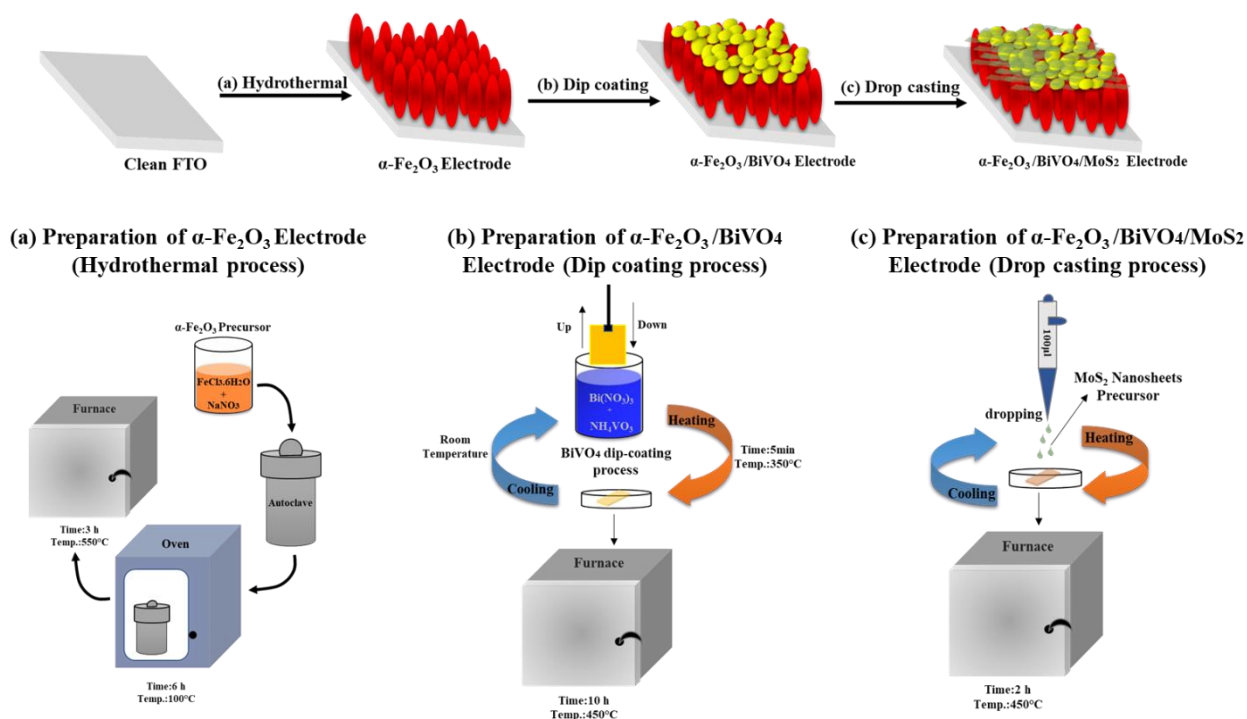 (a) Hydrothermal
(b) Dip coating
(c) Drop casting
Clean FTO
α-Fe₂O₃ Electrode
α-Fe₂O₃/BiVO₄ Electrode
α-Fe₂O₃/BiVO₄/MoS₂ Electrode
(a) Preparation of α-Fe₂O₃ Electrode
(Hydrothermal process)
α-Fe₂O₃ Precursor
FeCl3.6H2O
+
NaNO3
Furnace
Time:3 h
Temp.:550°C
Autoclave
Oven
Time:6 h
Temp.:100°C
(b) Preparation of α-Fe₂O₃/BiVO₄
Electrode (Dip coating process)
Up
Down
Bi(NO₃)₃
+
NH₄VO₃
BiVO₄ dip-coating
process
Room
Temperature
Cooling
Heating
Time:5min
Temp.:350°C
Furnace
Time:10 h
Temp.:450°C
(c) Preparation of α-Fe₂O₃/BiVO₄/MoS₂
Electrode (Drop casting process)
100µl
MoS₂ Nanosheets
Precursor
dropping
Heating
Cooling
Furnace
Time:2 h
Temp.:450°C